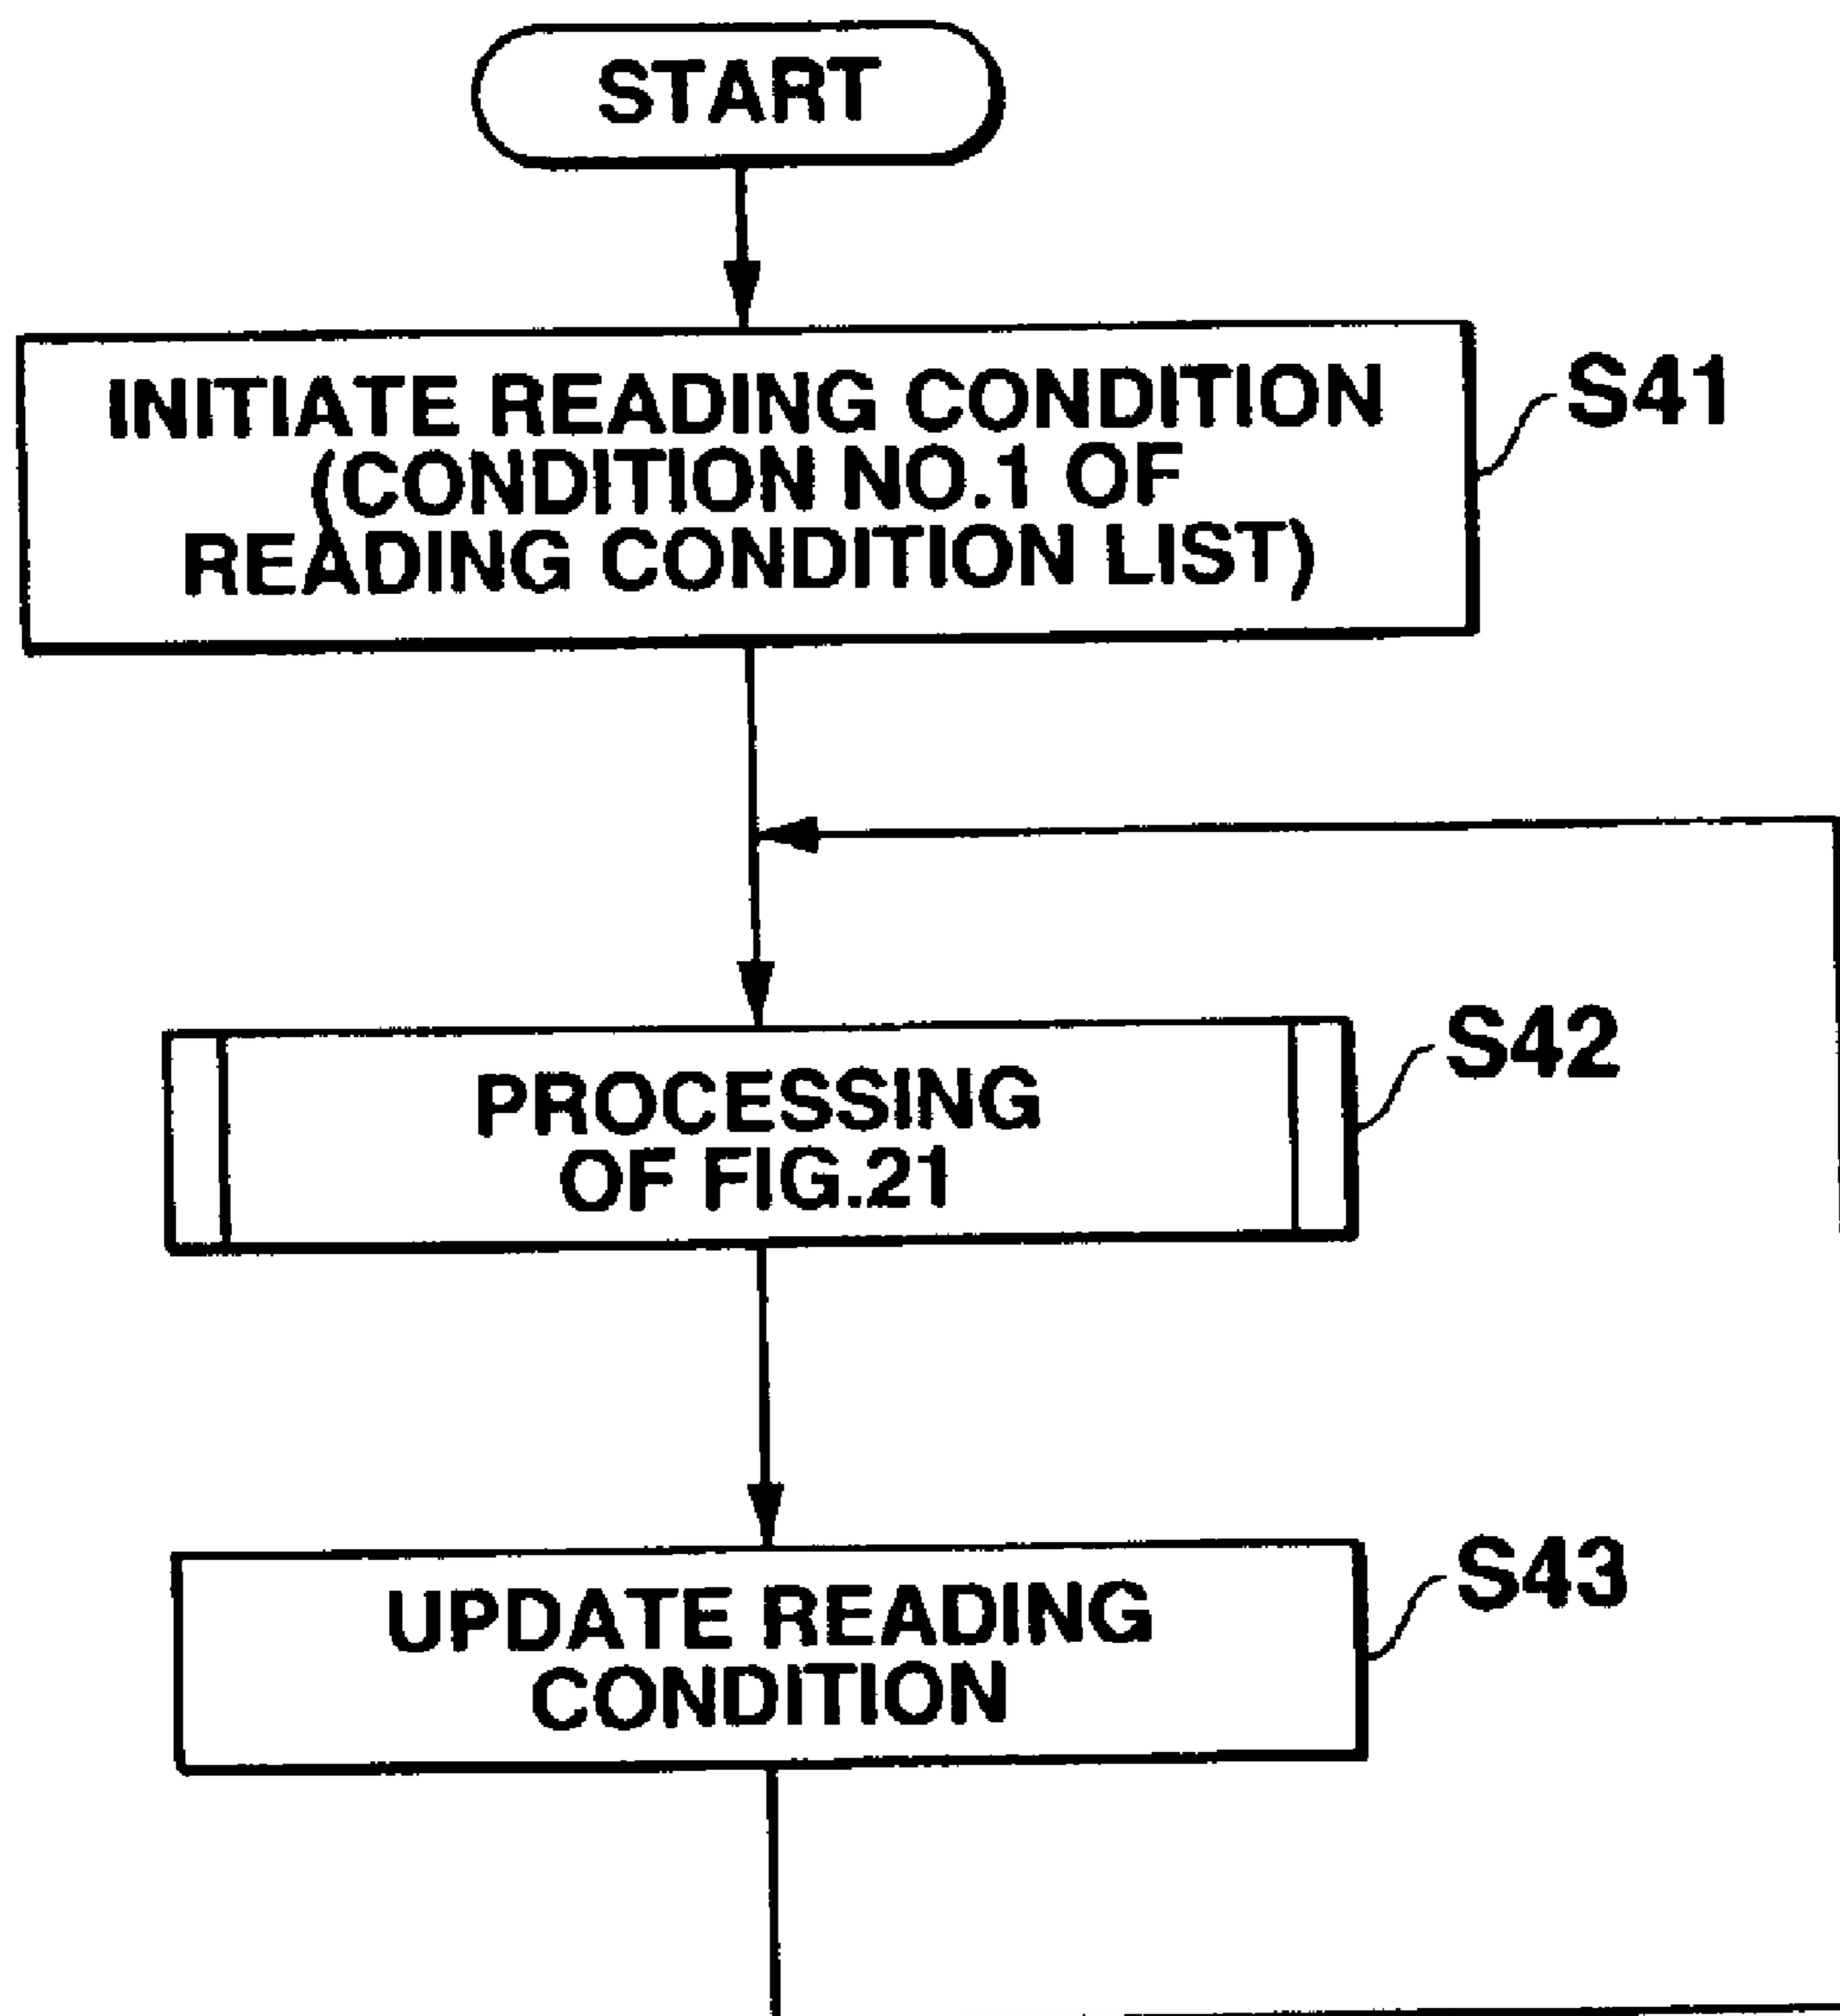 START
INITIATE READING CONDITION
(CONDITION NO.1 OF
READING CONDITION LIST)
S41
PROCESSING
OF FIG.21
S42
UPDATE READING
CONDITION
S43